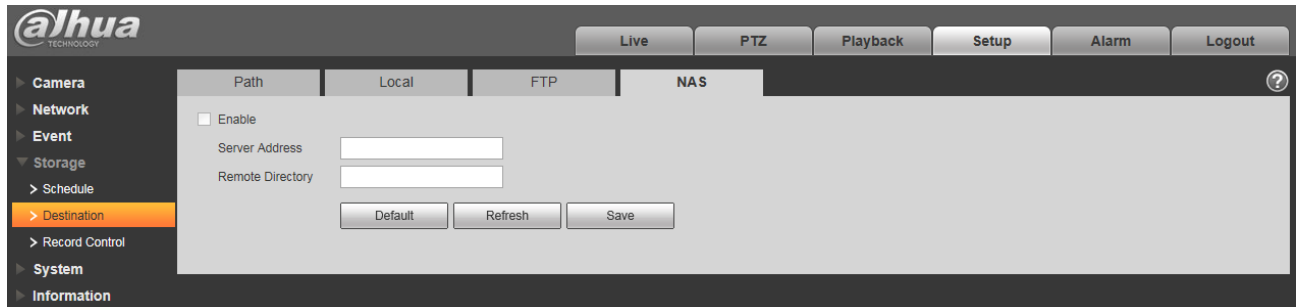 alhua
TECHNOLOGY
Live PTZ Playback Setup Alarm Logout
Camera
Network
Event
Storage
> Schedule
> Destination
> Record Control
System
Information
Path Local FTP NAS
?
Enable
Server Address
Remote Directory
Default Refresh Save